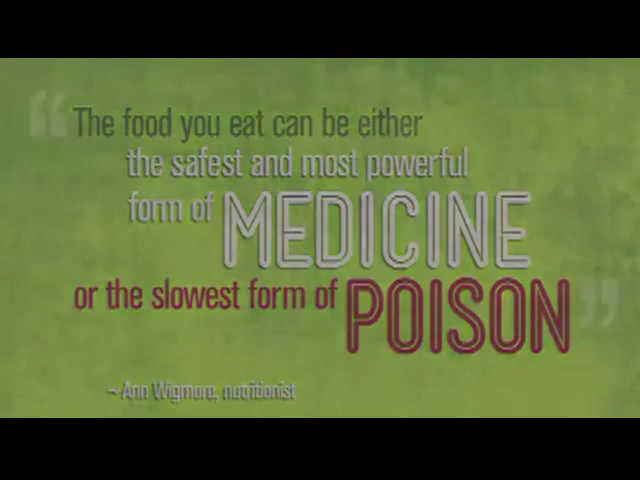 “The food you eat can be either
the safest and most powerful
form of MEDICINE
or the slowest form of POISON”
~ Ann Wigmore, nutritionist